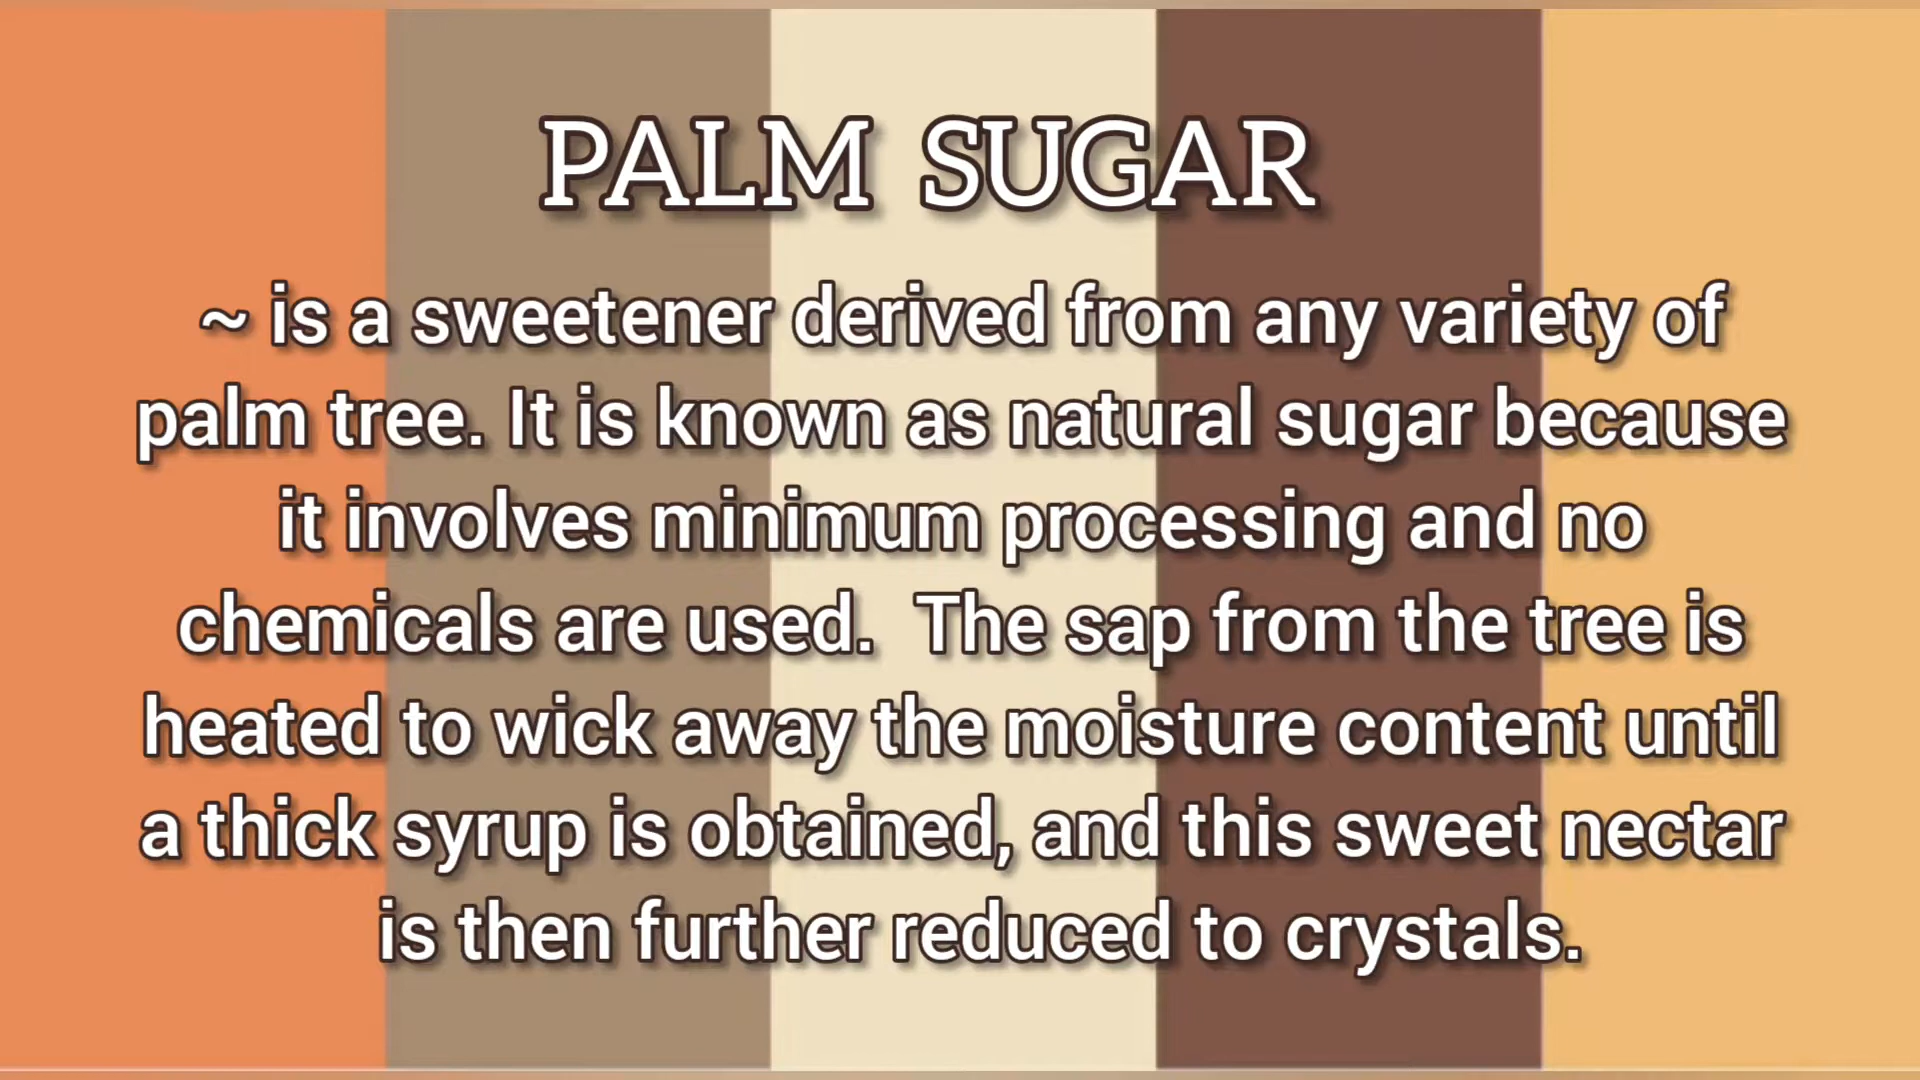 PALM SUGAR
~ is a sweetener derived from any variety of
palm tree. It is known as natural sugar because
it involves minimum processing and no
chemicals are used.  The sap from the tree is
heated to wick away the moisture content until
a thick syrup is obtained, and this sweet nectar
is then further reduced to crystals.